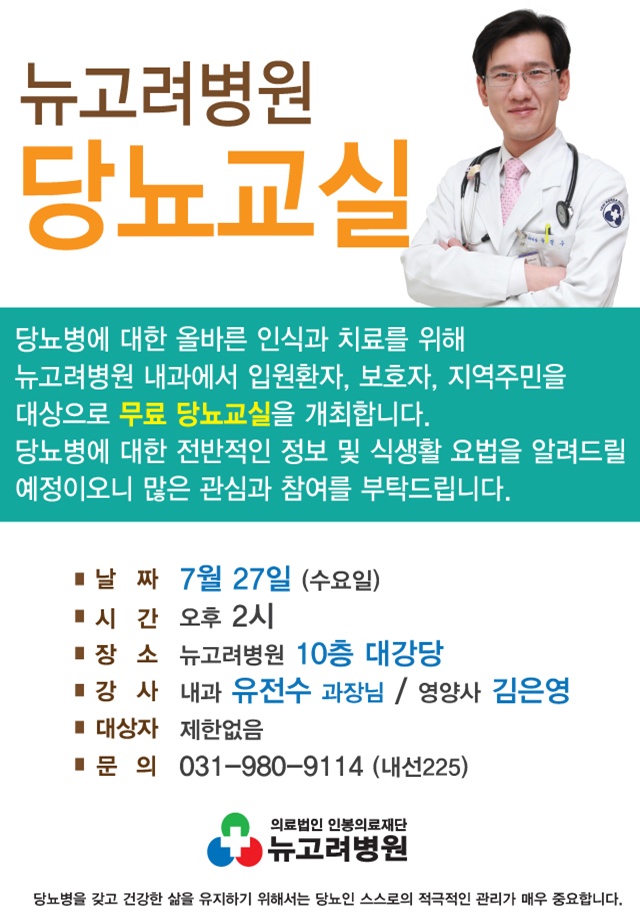 뉴고려병원
당뇨교실
당뇨병에 대한 올바른 인식과 치료를 위해
뉴고려병원 내과에서 입원환자, 보호자, 지역주민을
대상으로 무료 당뇨교실을 개최합니다.
당뇨병에 대한 전반적인 정보 및 식생활 요법을 알려드릴
예정이오니 많은 관심과 참여를 부탁드립니다.
■ 날 짜 7월 27일 (수요일)
■ 시 간 오후 2시
■ 장 소 뉴고려병원 10층 대강당
■ 강 사 내과 유전수 과장님 / 영양사 김은영
■ 대상자 제한없음
■ 문 의 031-980-9114 (내선225)
의료법인 인봉의료재단
뉴고려병원
당뇨병을 갖고 건강한 삶을 유지하기 위해서는 당뇨인 스스로의 적극적인 관리가 매우 중요합니다.